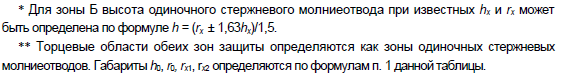 * Для зоны Б высота одиночного стержневого молниеотвода при известных hx и rx может
быть определена по формуле h = (rx ± 1,63hx)/1,5.
** Торцевые области обеих зон защиты определяются как зоны одиночных стержневых
молниеотводов. Габариты h0, r0, rx1, rx2 определяются по формулам п. 1 данной таблицы.